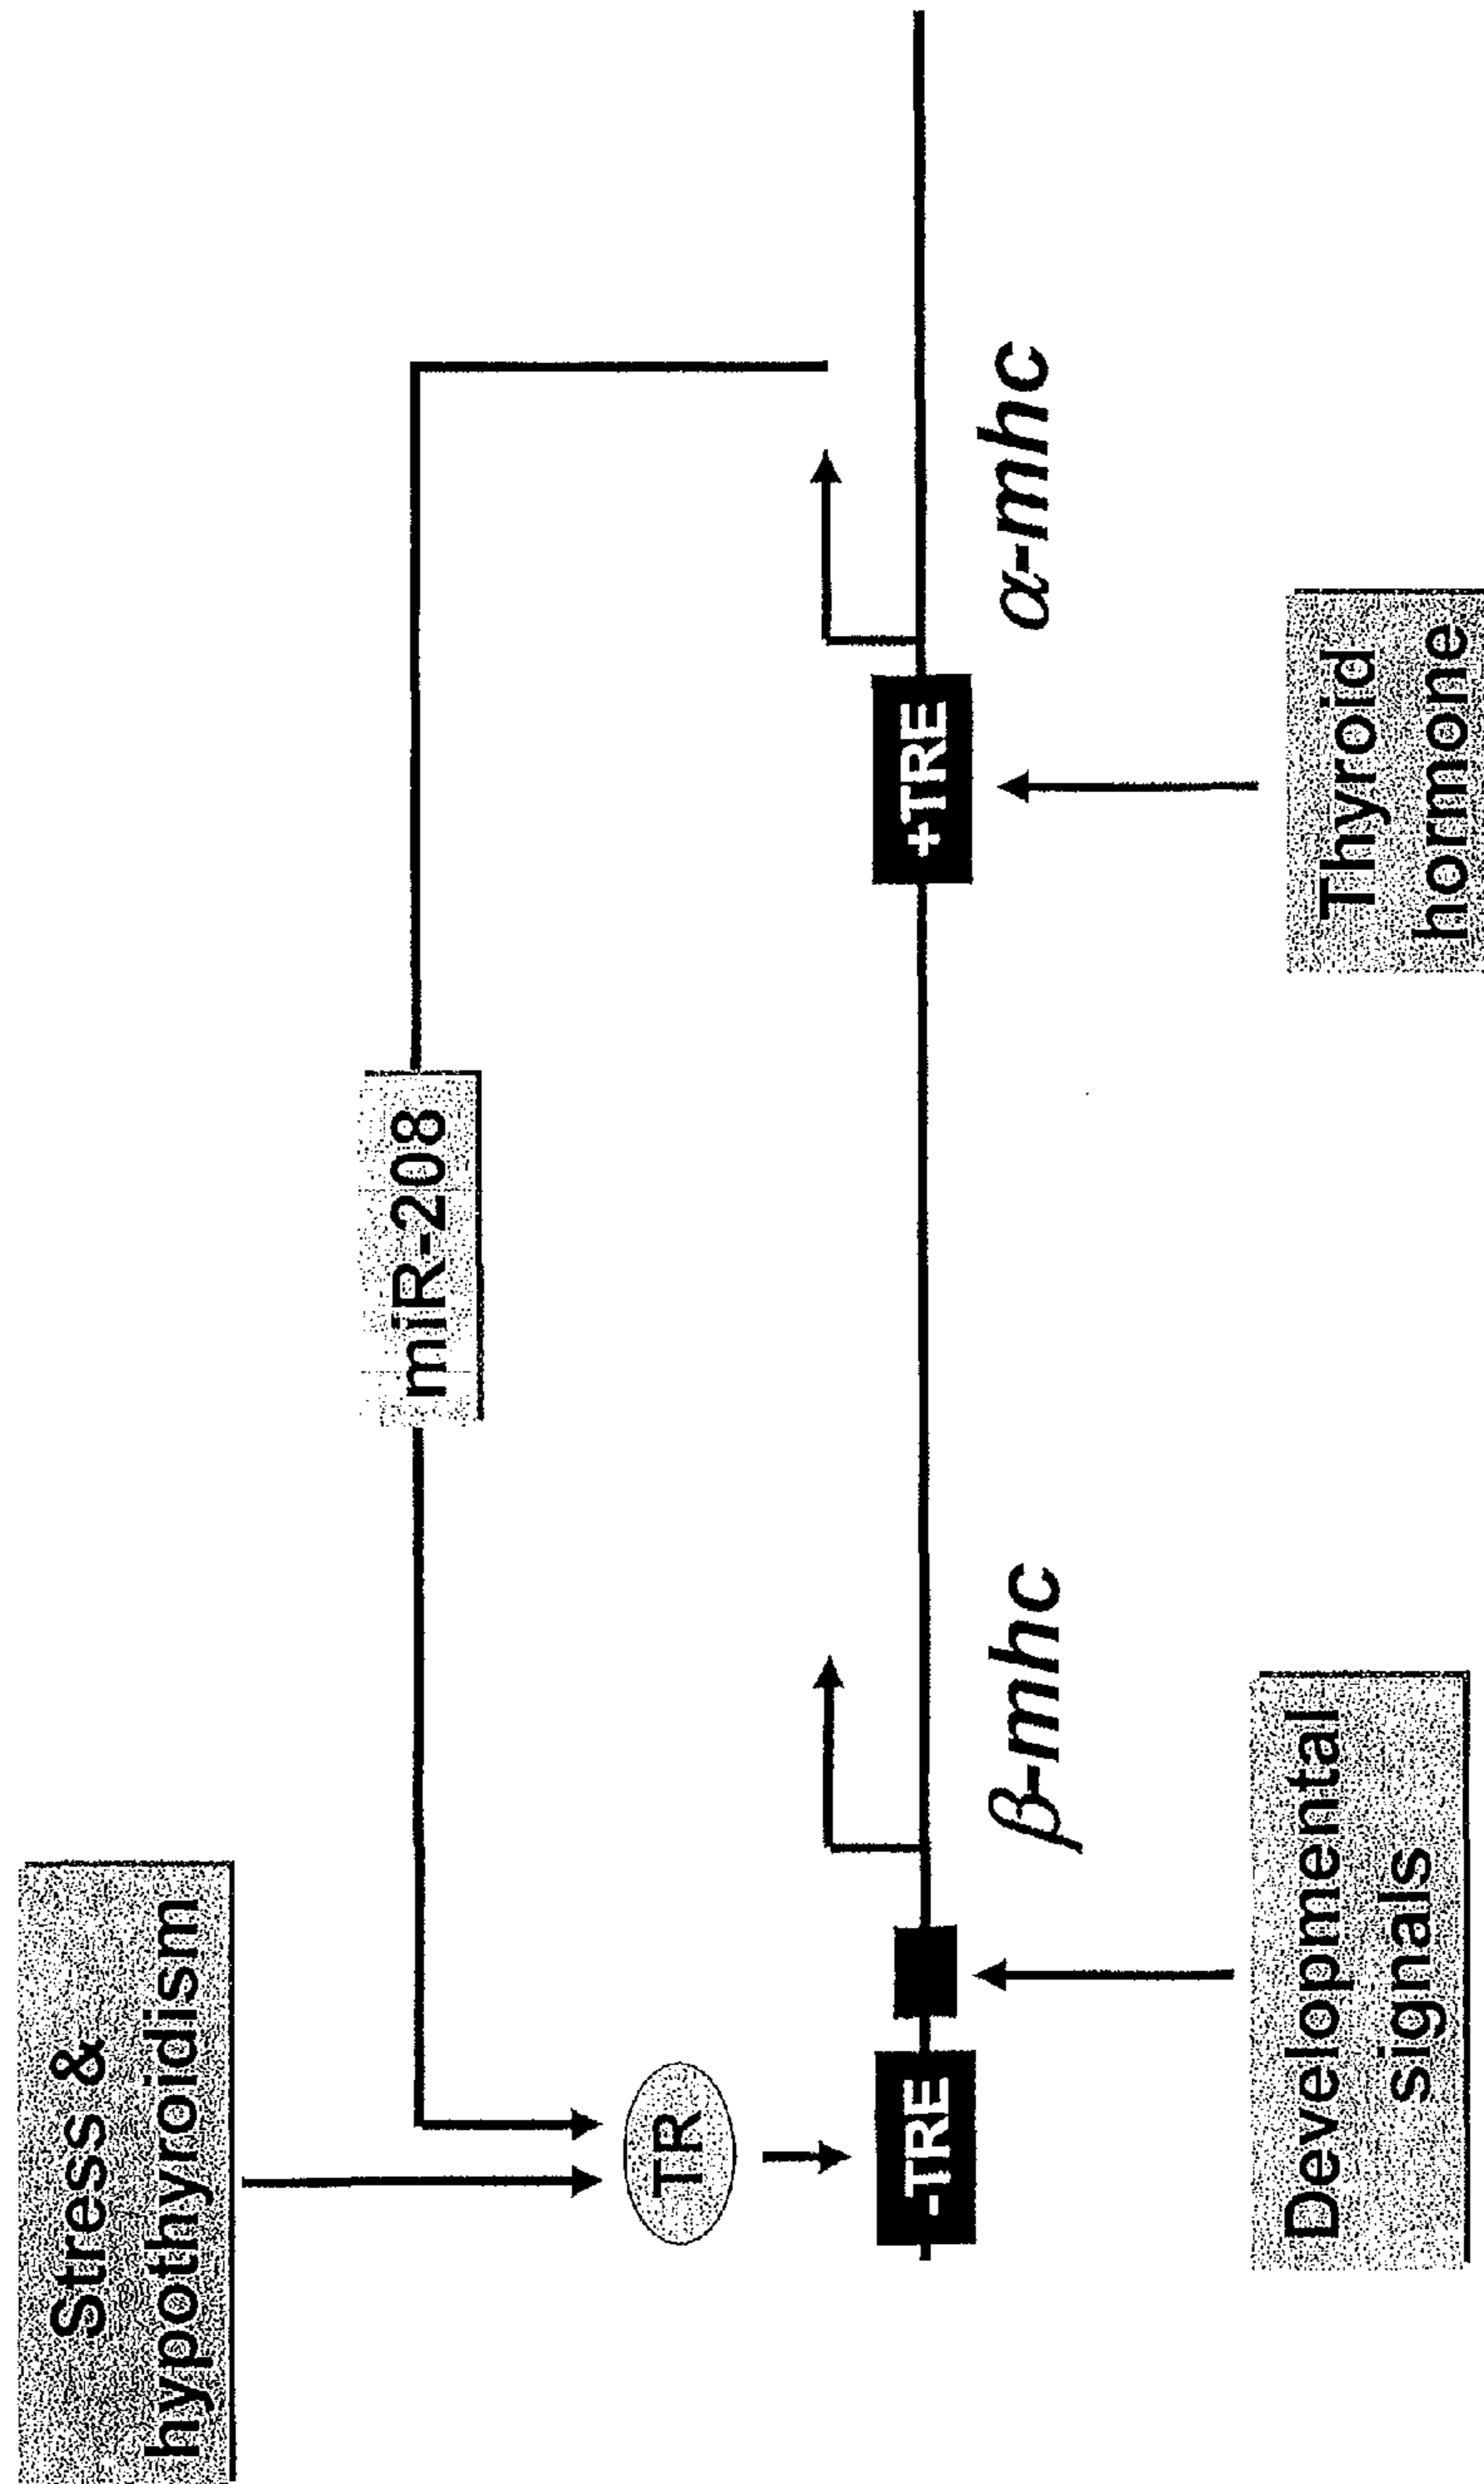 Stress &
hypothyroidism
miR-208
TR
-TRE
+TRE
β-mhc
α-mhc
Developmental
signals
Thyroid
hormone